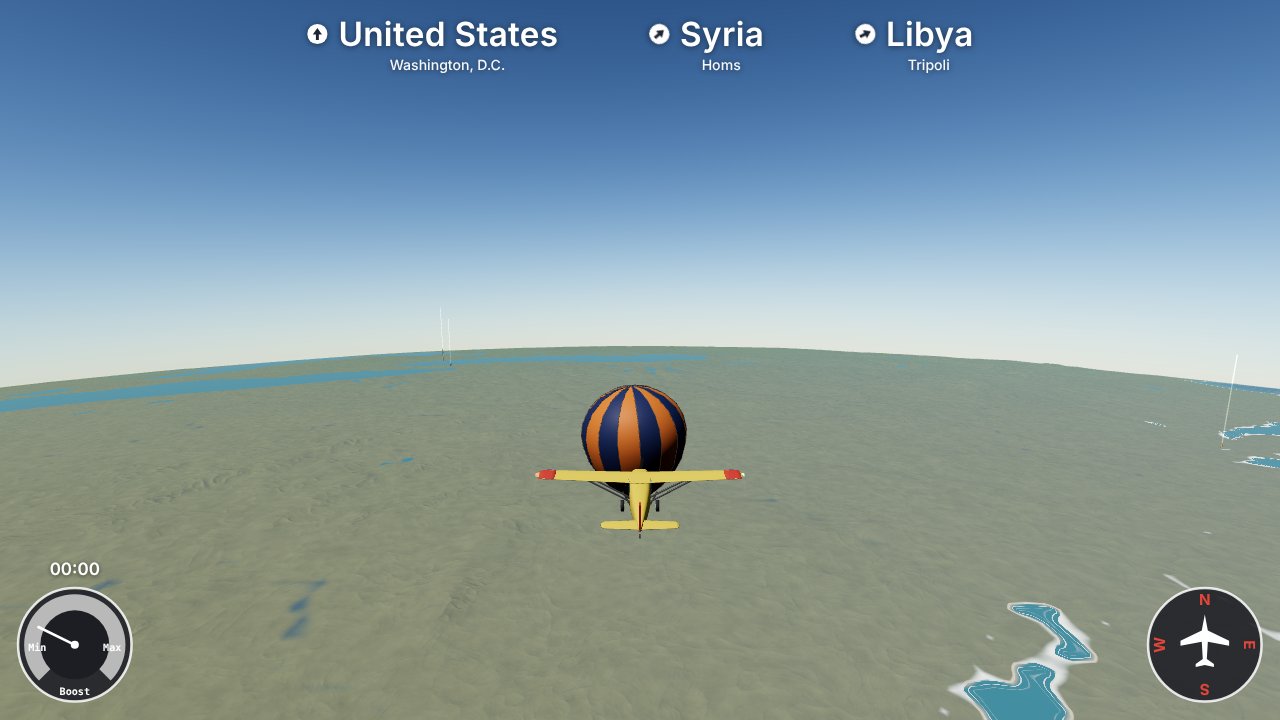 United States
Washington, D.C.
Syria
Homs
Libya
Tripoli
00:00
Min
Max
Boost
N
W
E
S